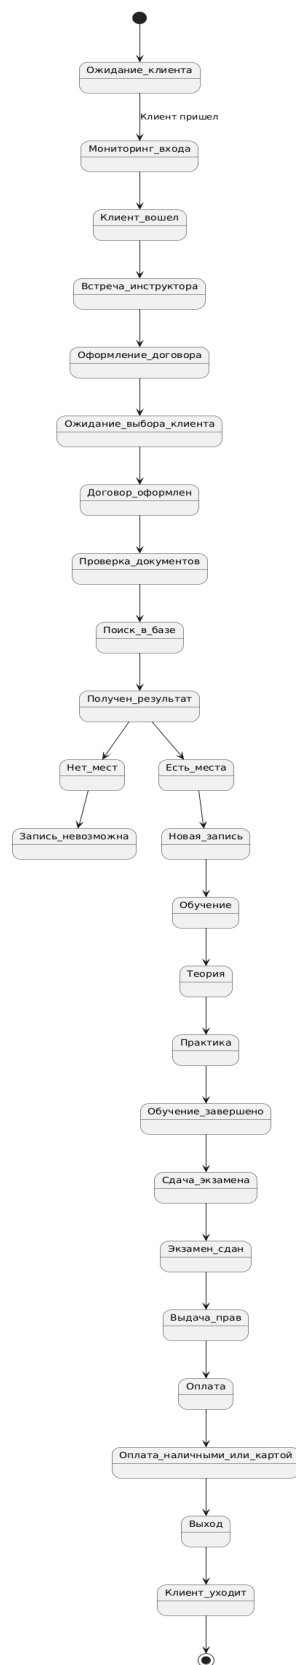 Ожидание_клиента
Клиент пришел
Мониторинг_входа
Клиент_вошел
Встреча_инструктора
Оформление_договора
Ожидание_выбора_клиента
Договор_оформлен
Проверка_документов
Поиск_в_базе
Получен_результат
Нет_мест
Есть_места
Запись_невозможна
Новая_запись
Обучение
Теория
Практика
Обучение_завершено
Сдача_экзамена
Экзамен_сдан
Выдача_прав
Оплата
Оплата_наличными_или_картой
Выход
Клиент_уходит